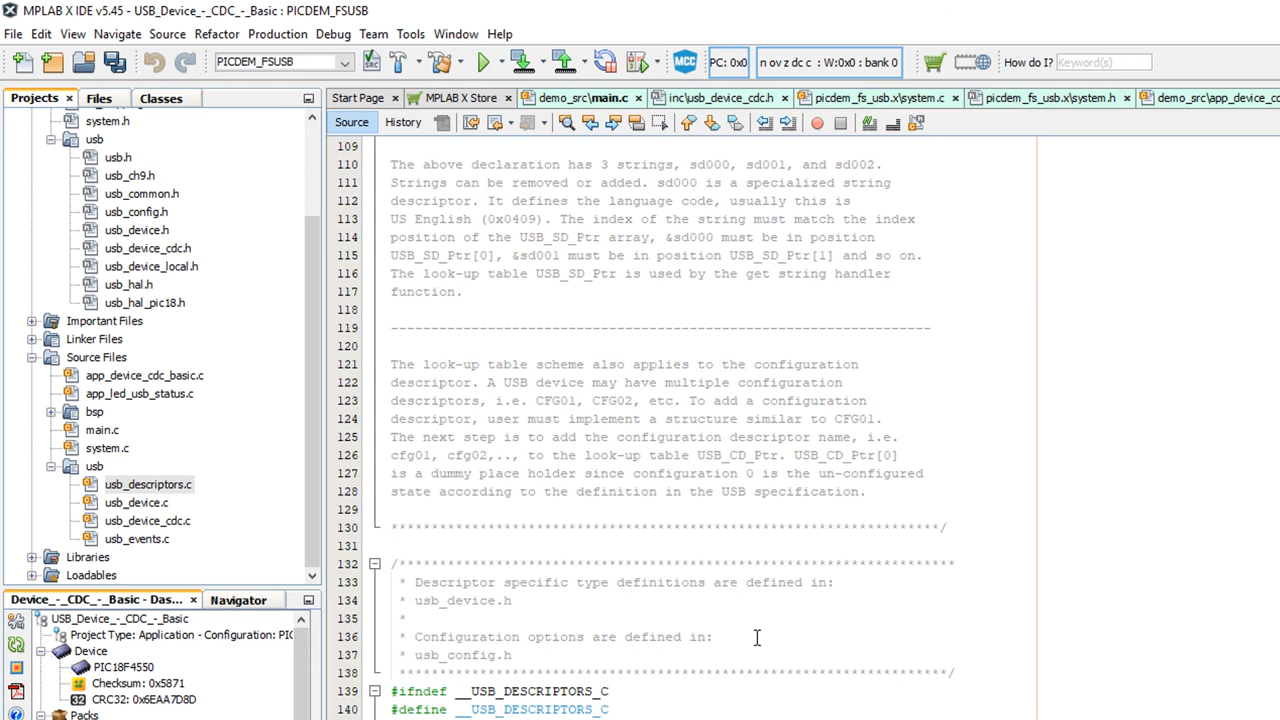 MPLAB X IDE v5.45 - USB_Device_-_CDC_-_Basic : PICDEM_FSUSB
File Edit View Navigate Source Refactor Production Debug Team Tools Window Help
PICDEM_FSUSB
MCC
PC: 0x0
n ov z dc c : W:0x0 : bank 0
How do I? Keyword(s)
Projects Files Classes
system.h
usb
usb.h
usb_ch9.h
usb_common.h
usb_config.h
usb_device.h
usb_device_cdc.h
usb_device_local.h
usb_hal.h
usb_hal_pic18.h
Important Files
Linker Files
Source Files
app_device_cdc_basic.c
app_led_usb_status.c
bsp
main.c
system.c
usb
usb_descriptors.c
usb_device.c
usb_device_cdc.c
usb_events.c
Libraries
Loadables
Device_-_CDC_-_Basic - Das... Navigator
USB_Device_-_CDC_-_Basic
Project Type: Application - Configuration: PIC
Device
PIC18F4550
Checksum: 0x5871
CRC32: 0x6EAA7D8D
Packs
Start Page MPLAB X Store demo_src\main.c inc\usb_device_cdc.h picdem_fs_usb.x\system.c picdem_fs_usb.x\system.h demo_src\app_device_c
Source History
109
110 The above declaration has 3 strings, sd000, sd001, and sd002.
111 Strings can be removed or added. sd000 is a specialized string
112 descriptor. It defines the language code, usually this is
113 US English (0x0409). The index of the string must match the index
114 position of the USB_SD_Ptr array, &sd000 must be in position
115 USB_SD_Ptr[0], &sd001 must be in position USB_SD_Ptr[1] and so on.
116 The look-up table USB_SD_Ptr is used by the get string handler
117 function.
118
119 -------------------------------------------------------------------
120
121 The look-up table scheme also applies to the configuration
122 descriptor. A USB device may have multiple configuration
123 descriptors, i.e. CFG01, CFG02, etc. To add a configuration
124 descriptor, user must implement a structure similar to CFG01.
125 The next step is to add the configuration descriptor name, i.e.
126 cfg01, cfg02,.., to the look-up table USB_CD_Ptr. USB_CD_Ptr[0]
127 is a dummy place holder since configuration 0 is the un-configured
128 state according to the definition in the USB specification.
129
130 ********************************************************************/
131
132 /*********************************************************************
133 * Descriptor specific type definitions are defined in:
134 * usb_device.h
135 *
136 * Configuration options are defined in:
137 * usb_config.h
138 ********************************************************************/
139 #ifndef __USB_DESCRIPTORS_C
140 #define __USB_DESCRIPTORS_C